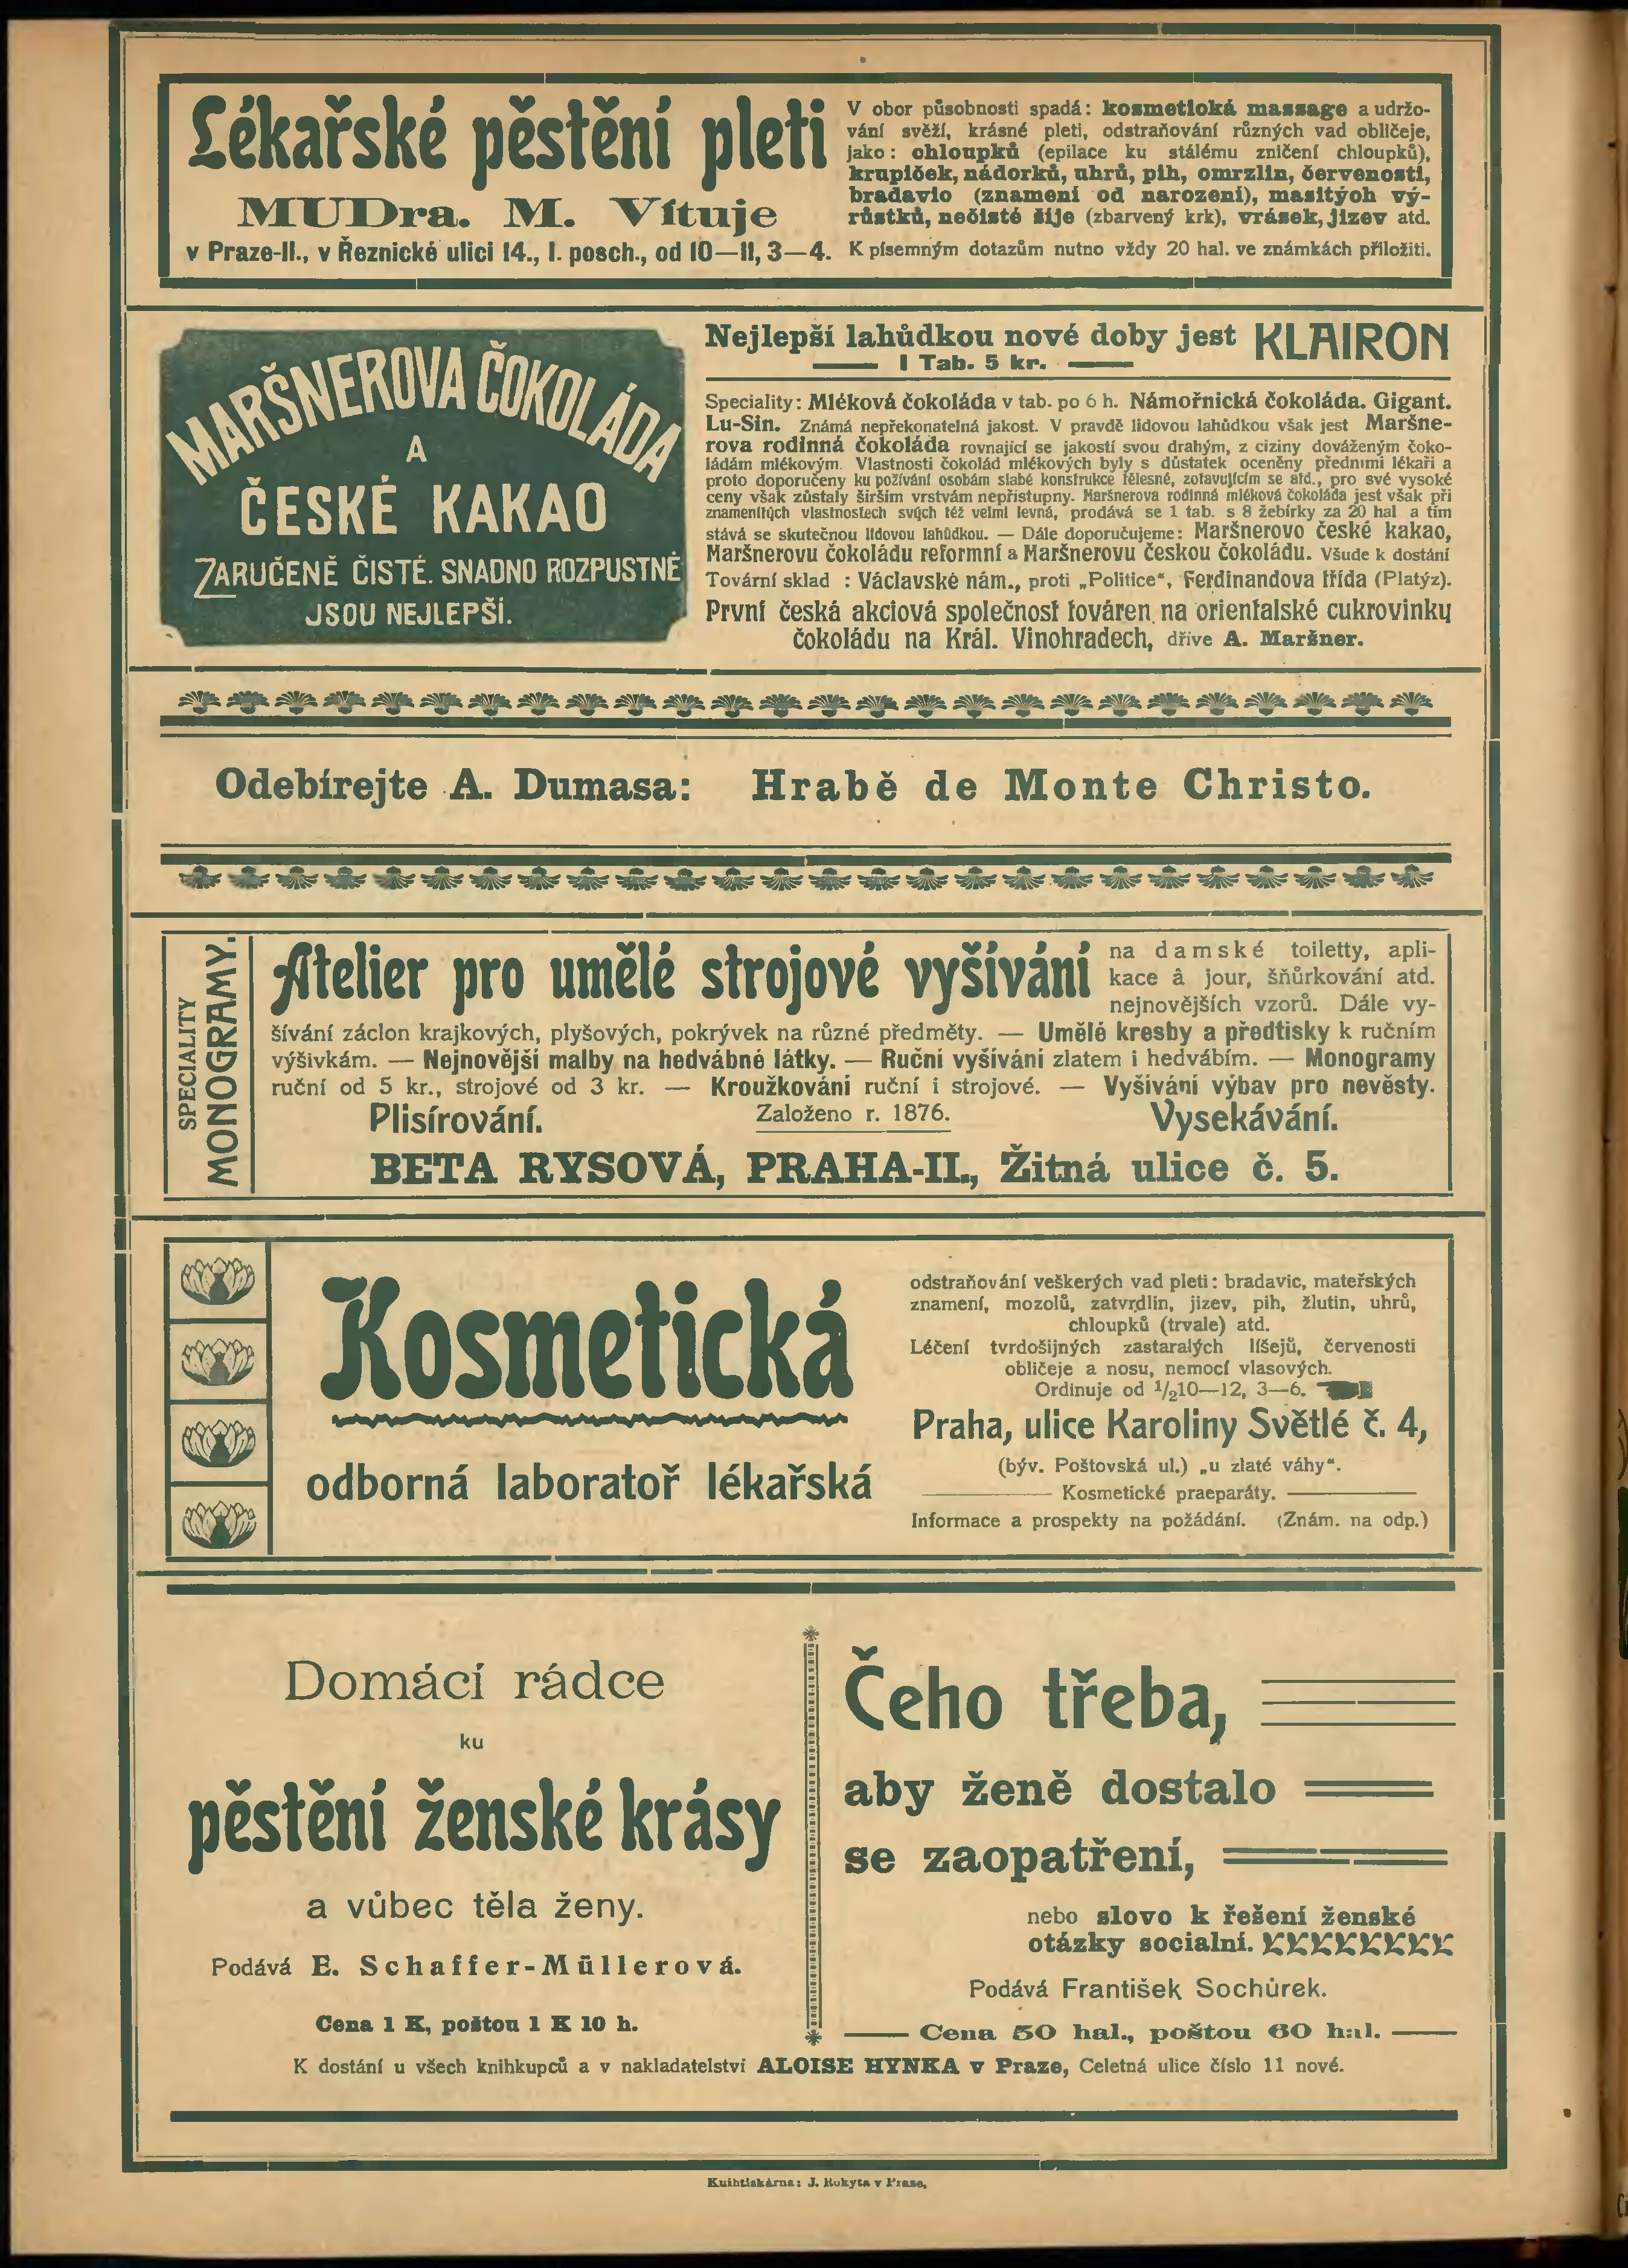 Lékařské pěstění pleti
MUDra. M. Vítuje
v Praze-II., v Řeznické ulici 14., I. posch., od 10—11, 3—4.
V obor působnosti spadá: kosmetická massage a udržo-
vání svěží, krásné pleti, odstraňování různých vad obličeje,
jako: chloupků (epilace ku stálému zničení chloupků),
krupiček, nádorků, uhrů, pih, omrzlin, červenosti,
bradavic (znamení od narození), masitých vý-
růstků, nečisté šije (zbarvený krk), vrásek, jizev atd.
K písemným dotazům nutno vždy 20 hal. ve známkách přiložiti.
MARŠNEROVA ČOKOLÁDA
A
ČESKÉ KAKAO
ZARUČENĚ ČISTÉ. SNADNO ROZPUSTNÉ
JSOU NEJLEPŠÍ.
Nejlepší lahůdkou nové doby jest KLAIRON
1 Tab. 5 kr.
Speciality: Mléková čokoláda v tab. po 6 h. Námořnická čokoláda. Gigant.
Lu-Sin. Známá nepřekonatelná jakost. V pravdě lidovou lahůdkou však jest Maršne-
rova rodinná čokoláda rovnající se jakostí svou drahým, z ciziny dováženým čoko-
ládám mlékovým. Vlastnosti čokolád mlékových byly s důstatek oceněny předními lékaři a
proto doporučeny ku požívání osobám slabé konstrukce tělesné, zotavujícím se atd., pro své vysoké
ceny však zůstaly širším vrstvám nepřístupny. Maršnerova rodinná mléková čokoláda jest však při
znamenitých vlastnostech svých též velmi levná, prodává se 1 tab. s 8 žebírky za 20 hal a tím
stává se skutečnou lidovou lahůdkou. — Dále doporučujeme: Maršnerovo české kakao,
Maršnerovu čokoládu reformní a Maršnerovu českou čokoládu. Všude k dostání
Tovární sklad : Václavské nám., proti „Politice“, Ferdinandova třída (Platýz).
První česká akciová společnost továren na orientalské cukrovinky
čokoládu na Král. Vinohradech, dříve A. Maršner.
Odebírejte A. Dumasa: Hrabě de Monte Christo.
SPECIALITY
MONOGRAMY.
Atelier pro umělé strojové vyšívání
na damské toiletty, apli-
kace â jour, šňůrkování atd.
nejnovějších vzorů. Dále vy-
šívání záclon krajkových, plyšových, pokrývek na různé předměty. — Umělé kresby a předtisky k ručním
výšivkám. — Nejnovější malby na hedvábné látky. — Ruční vyšívání zlatem i hedvábím. — Monogramy
ruční od 5 kr., strojové od 3 kr. — Kroužkování ruční i strojové. — Vyšívání výbav pro nevěsty.
Plisírování. Založeno r. 1876. Vysekávání.
BETA RYSOVÁ, PRAHA-II., Žitná ulice č. 5.
Kosmetická
odborná laboratoř lékařská
odstraňování veškerých vad pleti: bradavic, mateřských
znamení, mozolů, zatvrdlin, jizev, pih, žlutin, uhrů,
chloupků (trvale) atd.
Léčení tvrdošijných zastaralých lišejů, červenosti
obličeje a nosu, nemocí vlasových.
Ordinuje od 1/2 10—12, 3—6.
Praha, ulice Karoliny Světlé č. 4,
(býv. Poštovská ul.) „u zlaté váhy“.
Kosmetické praeparáty.
Informace a prospekty na požádání. (Znám. na odp.)
Domácí rádce
ku
pěstění ženské krásy
a vůbec těla ženy.
Podává E. Schaffer-Müllerová.
Cena 1 K, poštou 1 K 10 h.
Čeho třeba,
aby ženě dostalo
se zaopatření,
nebo slovo k řešení ženské
otázky socialní.
Podává František Sochůrek.
Cena 50 hal., poštou 60 hal.
K dostání u všech knihkupců a v nakladatelství ALOISE HYNKA v Praze, Celetná ulice číslo 11 nové.
Knihtiskárna: J. Rokyta v Praze,